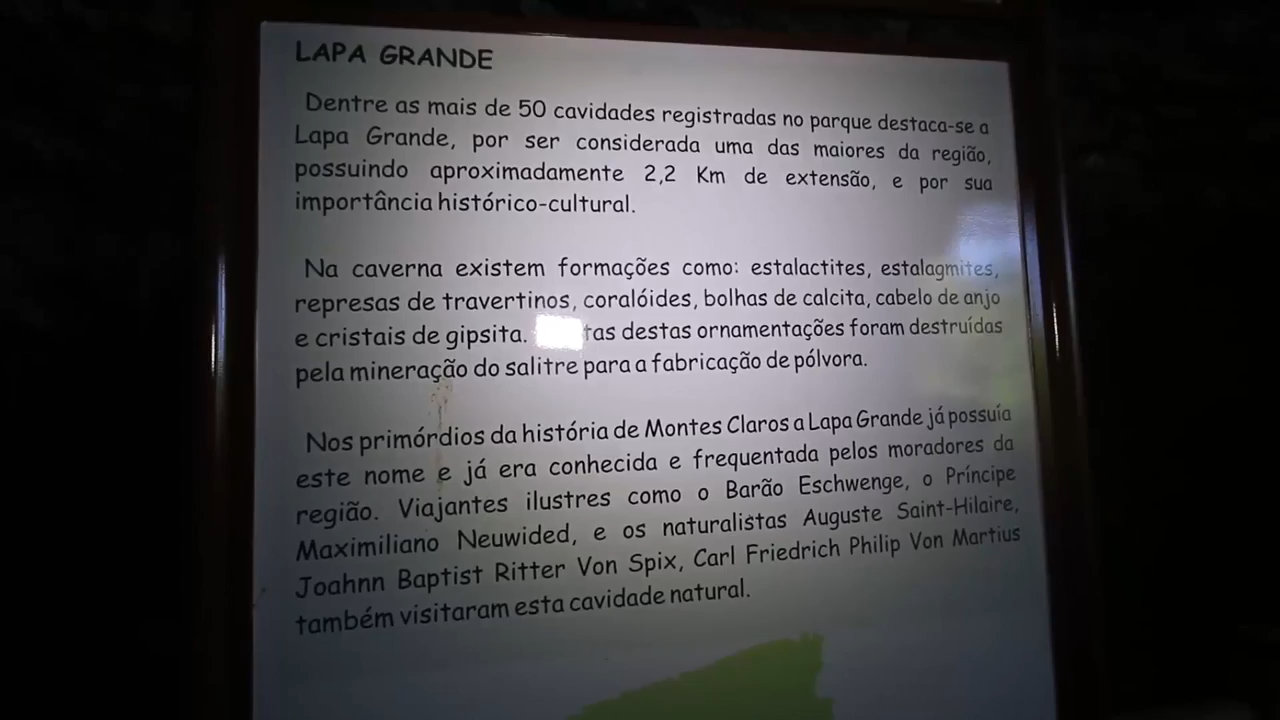 LAPA GRANDE
Dentre as mais de 50 cavidades registradas no parque destaca-se a
Lapa Grande, por ser considerada uma das maiores da região,
possuindo aproximadamente 2,2 Km de extensão, e por sua
importância histórico-cultural.
Na caverna existem formações como: estalactites, estalagmites,
represas de travertinos, coralóides, bolhas de calcita, cabelo de anjo
e cristais de gipsita. destas ornamentações foram destruídas
pela mineração do salitre para a fabricação de pólvora.
Nos primórdios da história de Montes Claros a Lapa Grande já possuía
este nome e já era conhecida e frequentada pelos moradores da
região. Viajantes ilustres como o Barão Eschwenge, o Príncipe
Maximiliano Neuwided, e os naturalistas Auguste Saint-Hilaire,
Joahnn Baptist Ritter Von Spix, Carl Friedrich Philip Von Martius
também visitaram esta cavidade natural.